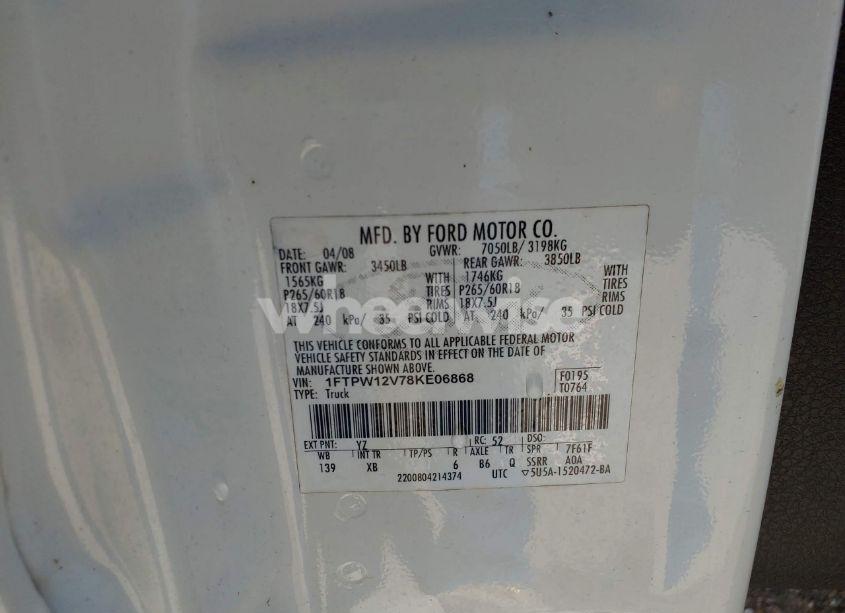 MFD. BY FORD MOTOR CO.
DATE: 04/08 GVWR: 7050LB/ 3198KG
FRONT GAWR: 3450LB REAR GAWR: 3850LB
1565KG WITH 1746KG WITH
P265/60R18 TIRES P265/60R18 TIRES
18X7.5J RIMS 18X7.5J RIMS
AT 240 kPa/ 35 PSI COLD AT 240 kPa/ 35 PSI COLD
wheelwise
THIS VEHICLE CONFORMS TO ALL APPLICABLE FEDERAL MOTOR
VEHICLE SAFETY STANDARDS IN EFFECT ON THE DATE OF
MANUFACTURE SHOWN ABOVE.
VIN: 1FTPW12V78KE06868 F0195
TYPE: Truck T0764
EXT PNT: YZ RC: 52 DSO:
WB INT TR TP/PS R AXLE TR SPR 7F61F
139 XB 6 B6 Q SSRR A0A
2200804214374 UTC ▽5U5A-1520472-BA